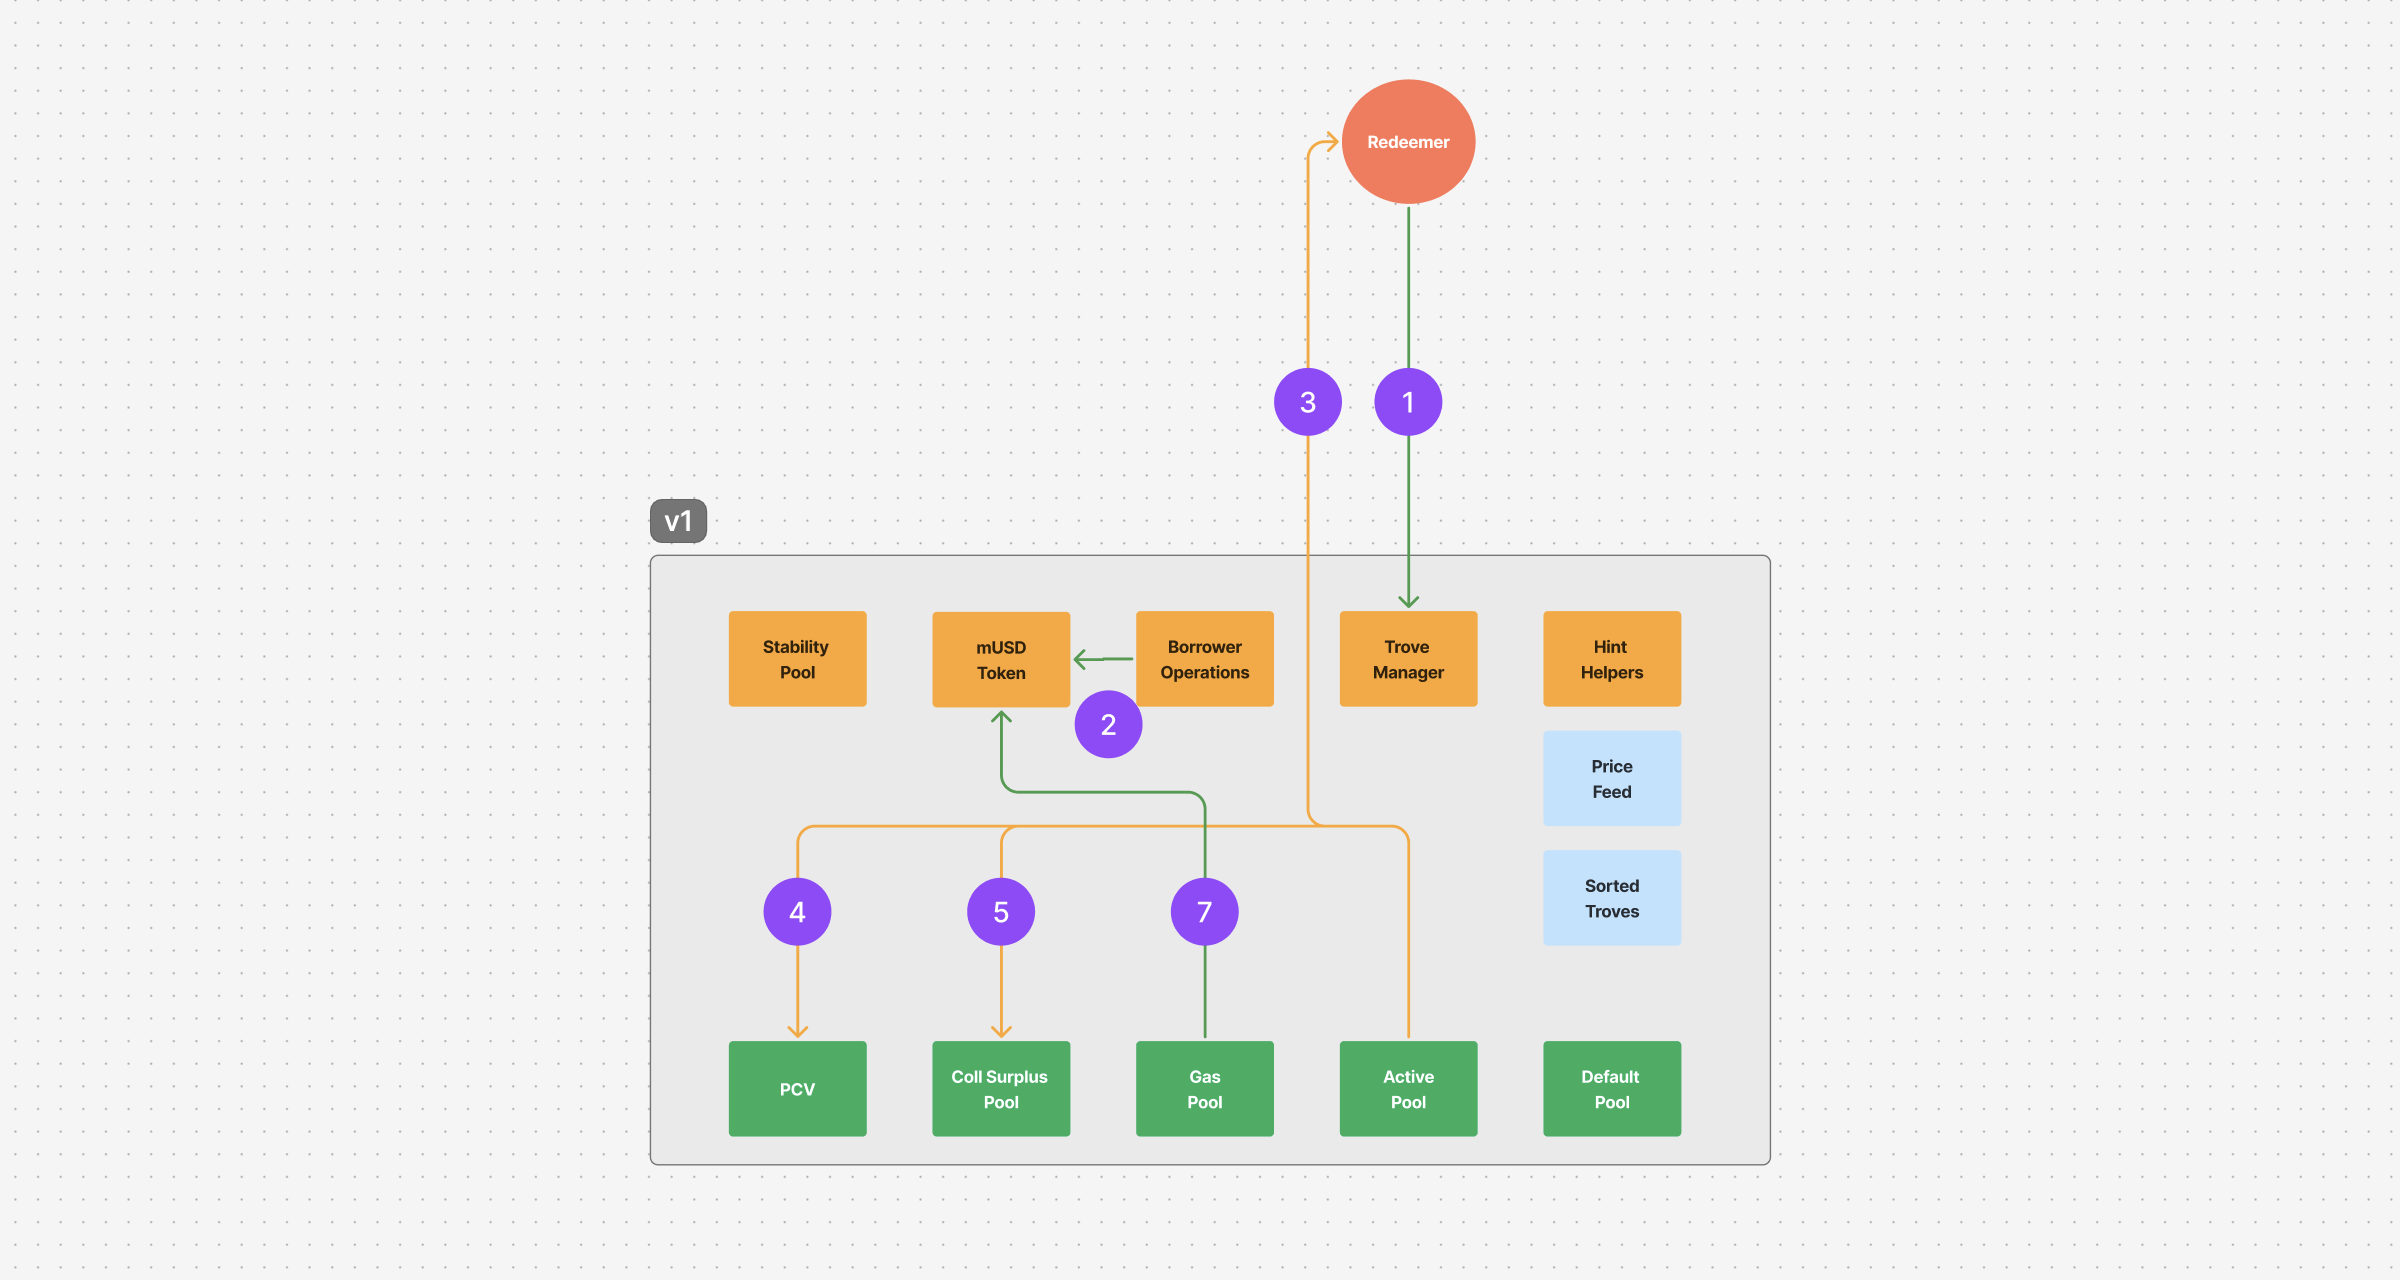 Redeemer
3
1
v1
Stability
Pool
mUSD
Token
Borrower
Operations
Trove
Manager
Hint
Helpers
2
Price
Feed
Sorted
Troves
4
5
7
PCV
Coll Surplus
Pool
Gas
Pool
Active
Pool
Default
Pool